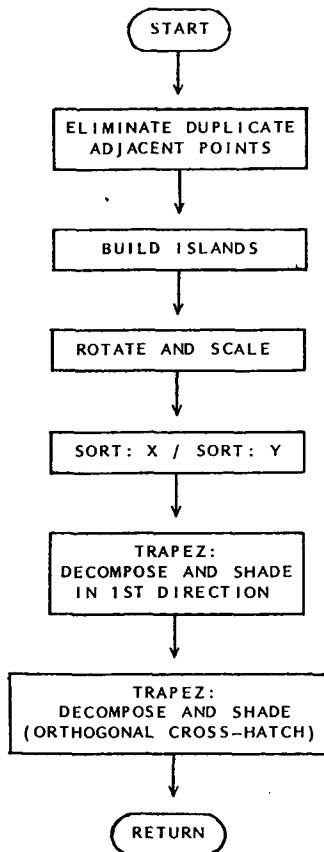 START
ELIMINATE DUPLICATE
ADJACENT POINTS
BUILD ISLANDS
ROTATE AND SCALE
SORT: X / SORT: Y
TRAPEZ:
DECOMPOSE AND SHADE
IN 1ST DIRECTION
TRAPEZ:
DECOMPOSE AND SHADE
(ORTHOGONAL CROSS-HATCH)
RETURN